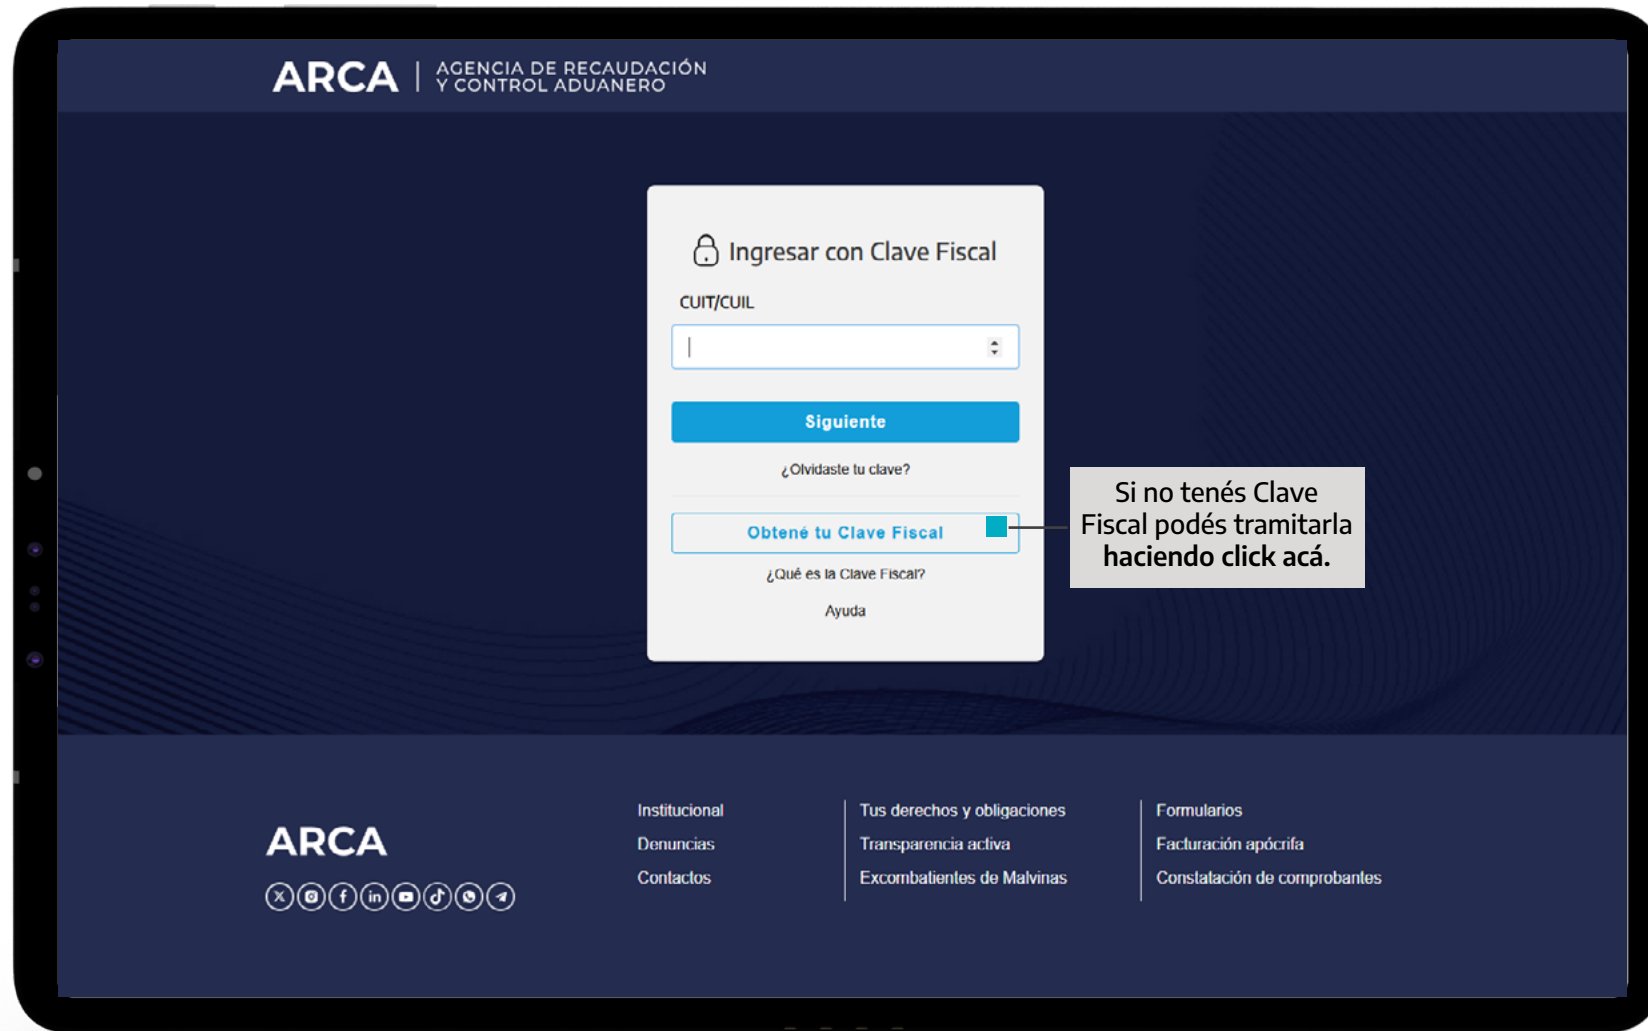 ARCA | AGENCIA DE RECAUDACIÓN
Y CONTROL ADUANERO
Ingresar con Clave Fiscal
CUIT/CUIL
Siguiente
¿Olvidaste tu clave?
Obtené tu Clave Fiscal
¿Qué es la Clave Fiscal?
Ayuda
Si no tenés Clave
Fiscal podés tramitarla
haciendo click acá.
ARCA
Institucional
Denuncias
Contactos
Tus derechos y obligaciones
Transparencia activa
Excombatientes de Malvinas
Formularios
Facturación apócrifa
Constatación de comprobantes